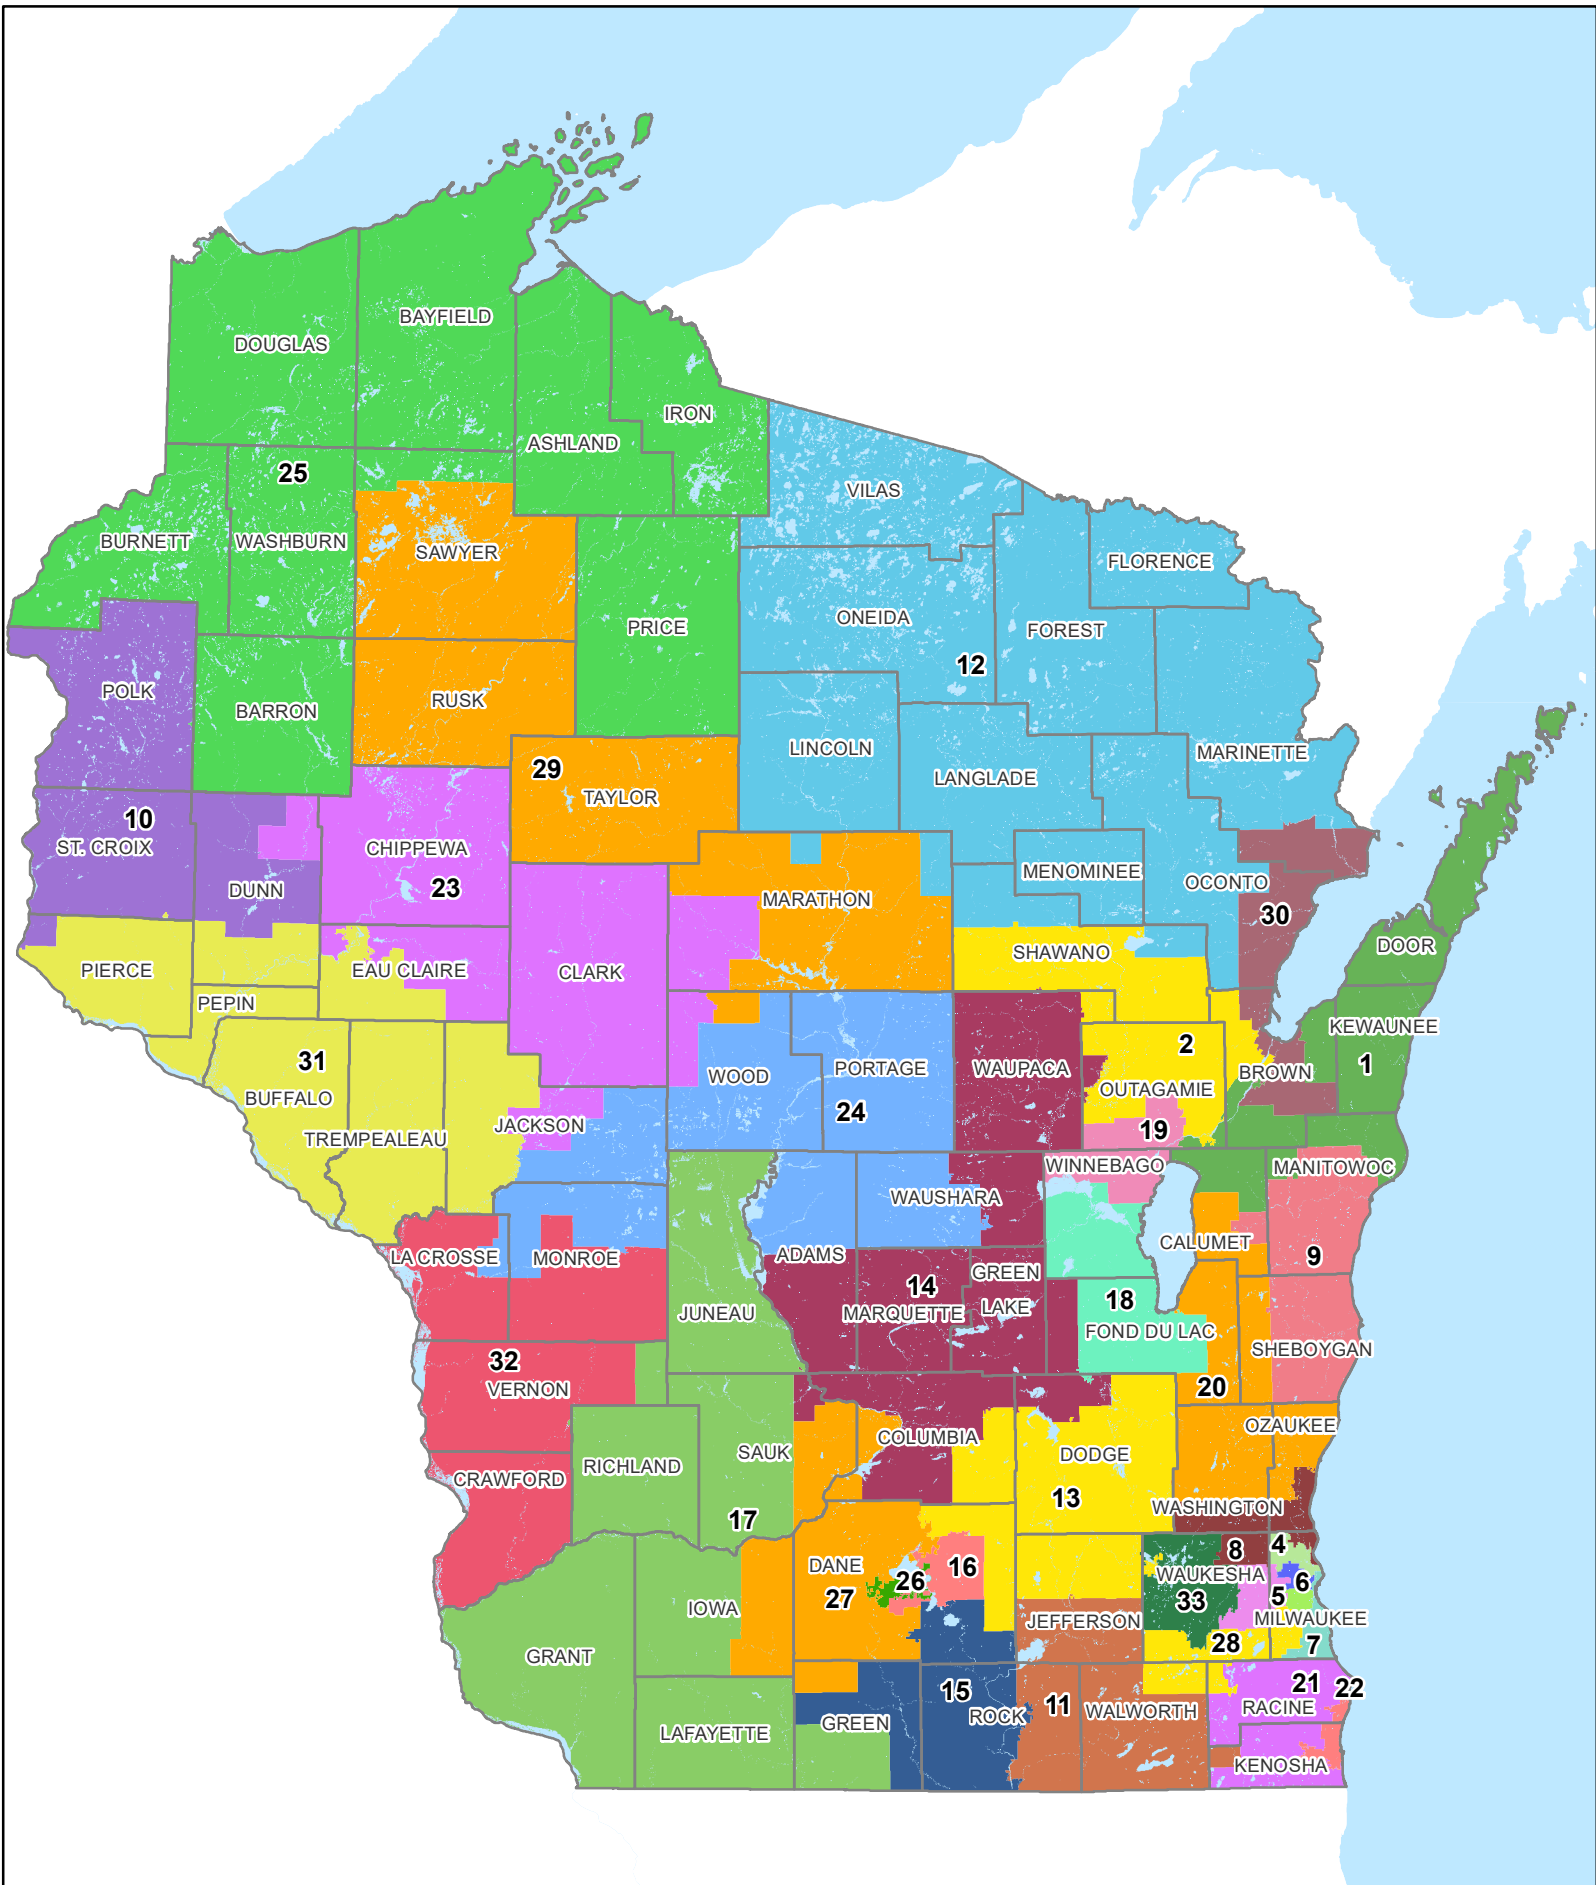 BAYFIELD
DOUGLAS
IRON
ASHLAND
25
VILAS
BURNETT
WASHBURN
SAWYER
FLORENCE
ONEIDA
PRICE
FOREST
12
POLK
RUSK
BARRON
LINCOLN
MARINETTE
29
LANGLADE
TAYLOR
10
ST. CROIX
CHIPPEWA
MENOMINEE
23
OCONTO
DUNN
MARATHON
30
DOOR
SHAWANO
PIERCE
EAU CLAIRE
CLARK
PEPIN
KEWAUNEE
2
31
1
PORTAGE
WAUPACA
BROWN
WOOD
OUTAGAMIE
BUFFALO
24
JACKSON
19
TREMPEALEAU
WINNEBAGO
MANITOWOC
WAUSHARA
CALUMET
LA CROSSE
MONROE
ADAMS
9
GREEN
LAKE
14
18
JUNEAU
MARQUETTE
FOND DU LAC
SHEBOYGAN
32
VERNON
20
OZAUKEE
COLUMBIA
SAUK
DODGE
RICHLAND
CRAWFORD
13
WASHINGTON
17
4
8
DANE
16
WAUKESHA
26
6
27
33
5
IOWA
JEFFERSON
MILWAUKEE
28
7
GRANT
21
22
15
11
RACINE
WALWORTH
ROCK
GREEN
LAFAYETTE
KENOSHA